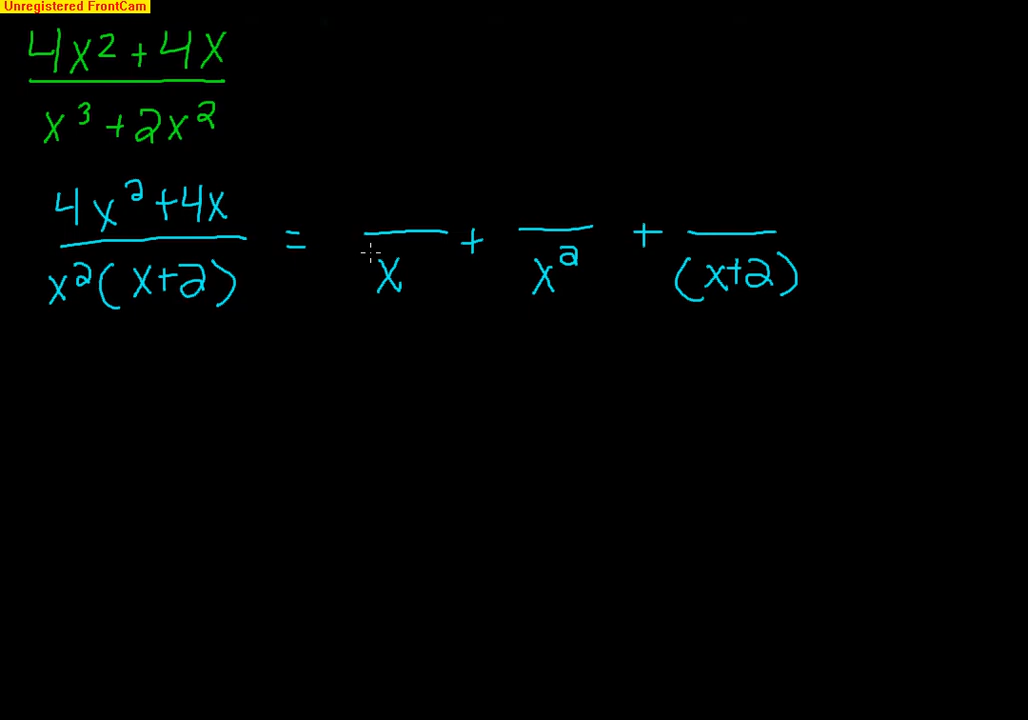 Unregistered FrontCam
4x² + 4x
x³ + 2x²
4x² + 4x = + +
x²(x+2) x x² (x+2)